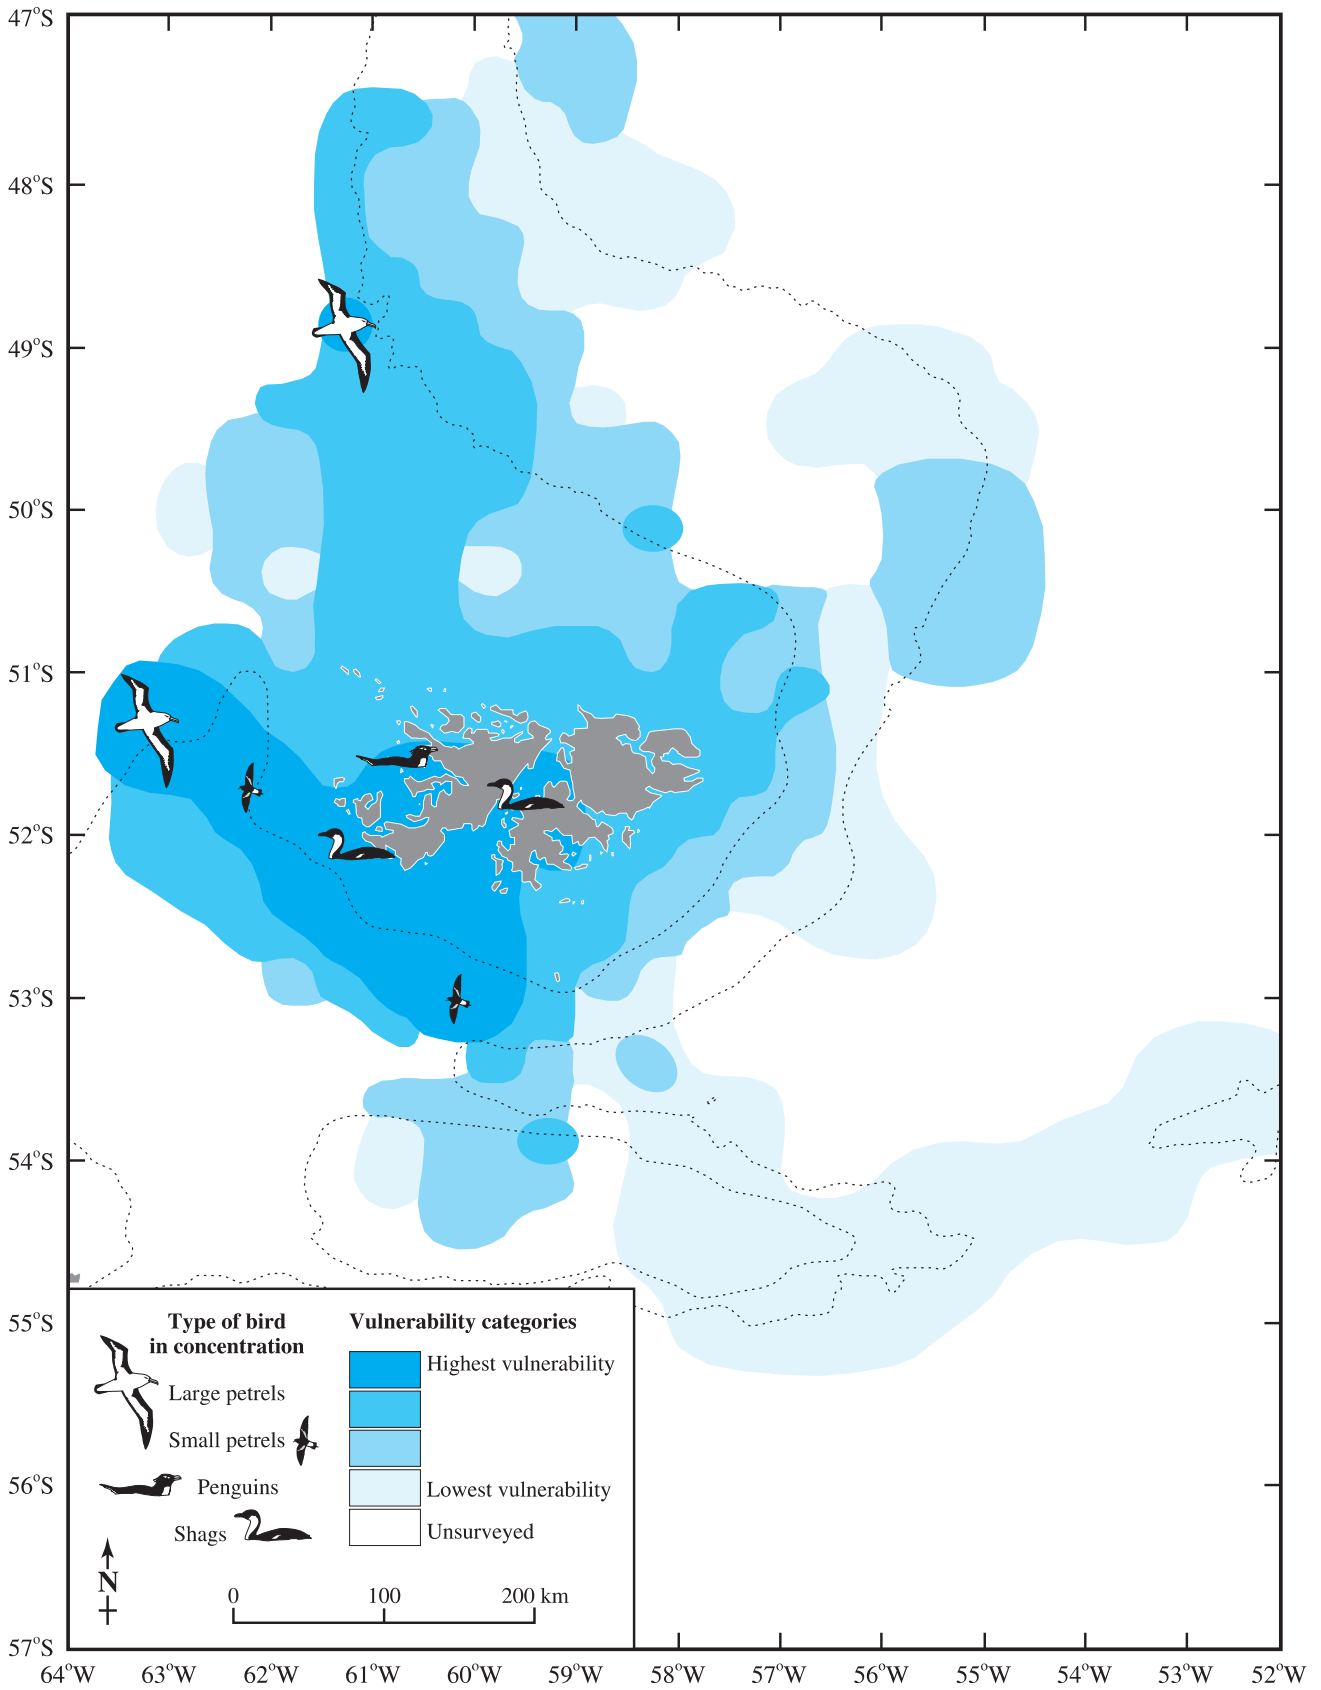 47°S
48°S
49°S
50°S
51°S
52°S
53°S
54°S
55°S
56°S
57°S
Type of bird
in concentration
Large petrels
Small petrels
Penguins
Shags
N
Vulnerability categories
Highest vulnerability
Lowest vulnerability
Unsurveyed
0 100 200 km
64°W 63°W 62°W 61°W 60°W 59°W 58°W 57°W 56°W 55°W 54°W 53°W 52°W